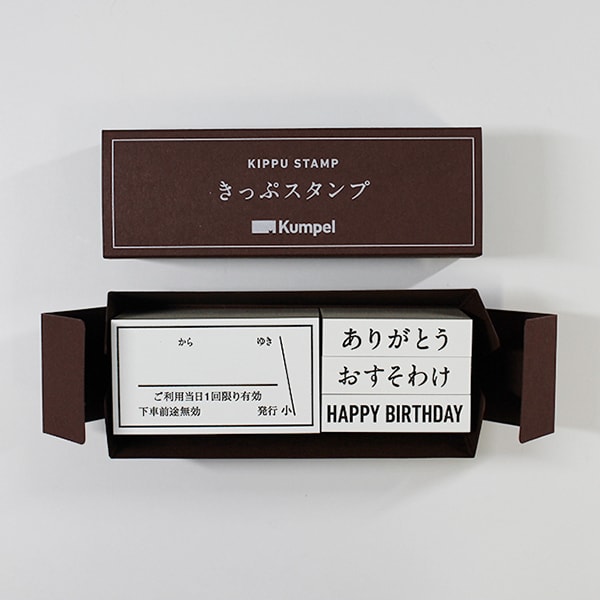 KIPPU STAMP
きっぷスタンプ
Kumpel
から ゆき
ご利用当日1回限り有効
下車前途無効 発行 小
ありがとう
おすそわけ
HAPPY BIRTHDAY